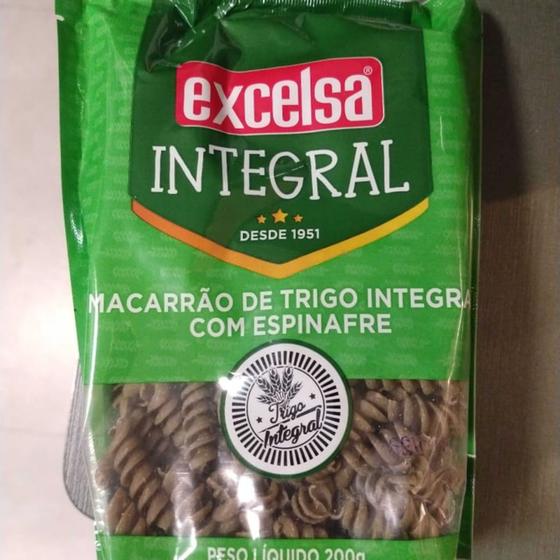 excelsa®
INTEGRAL
DESDE 1951
MACARRÃO DE TRIGO INTEGRA
COM ESPINAFRE
Trigo
Integral
PESO LÍQUIDO 200g